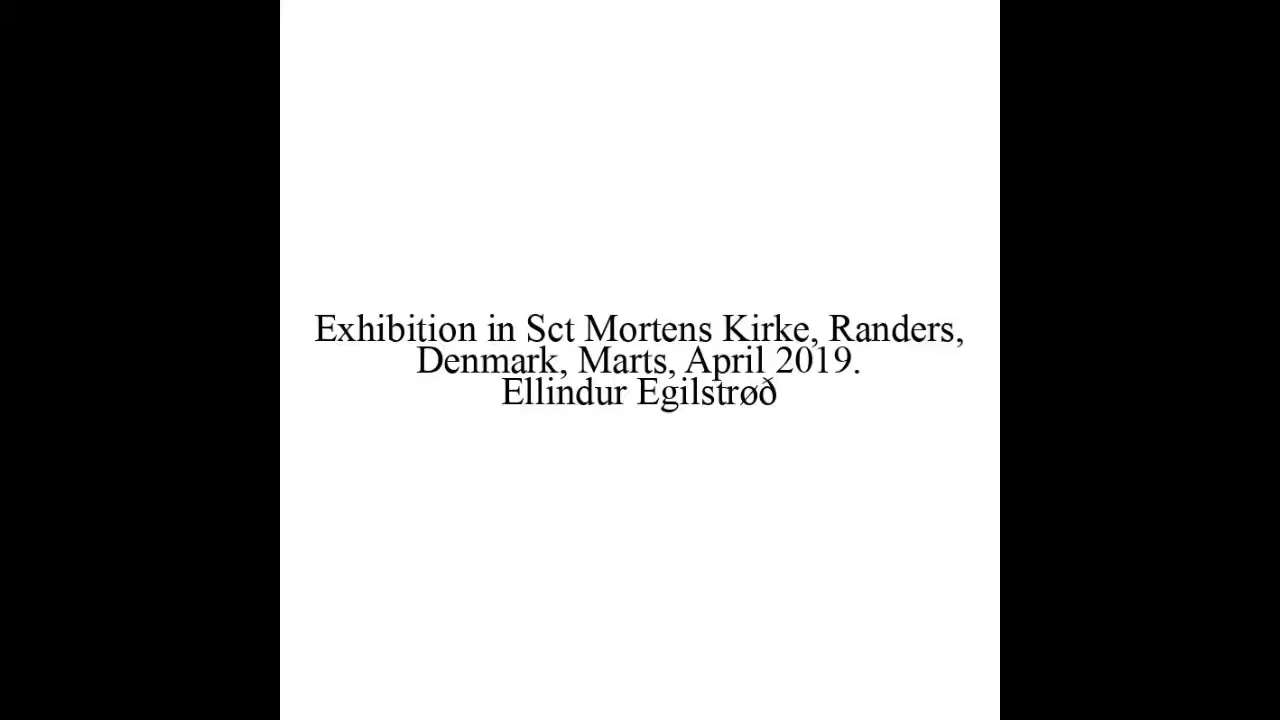 Exhibition in Sct Mortens Kirke, Randers,
Denmark, Marts, April 2019.
Ellindur Egilstrøð